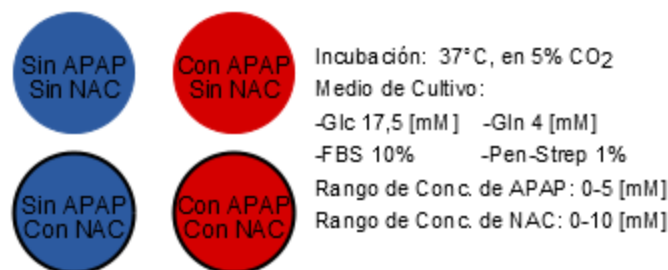 Sin APAP
Sin NAC
Con APAP
Sin NAC
Sin APAP
Con NAC
Con APAP
Con NAC
Incubación: 37°C, en 5% CO2
Medio de Cultivo:
-Glc 17,5 [mM] -Gln 4 [mM]
-FBS 10% -Pen-Strep 1%
Rango de Conc. de APAP: 0-5 [mM]
Rango de Conc. de NAC: 0-10 [mM]